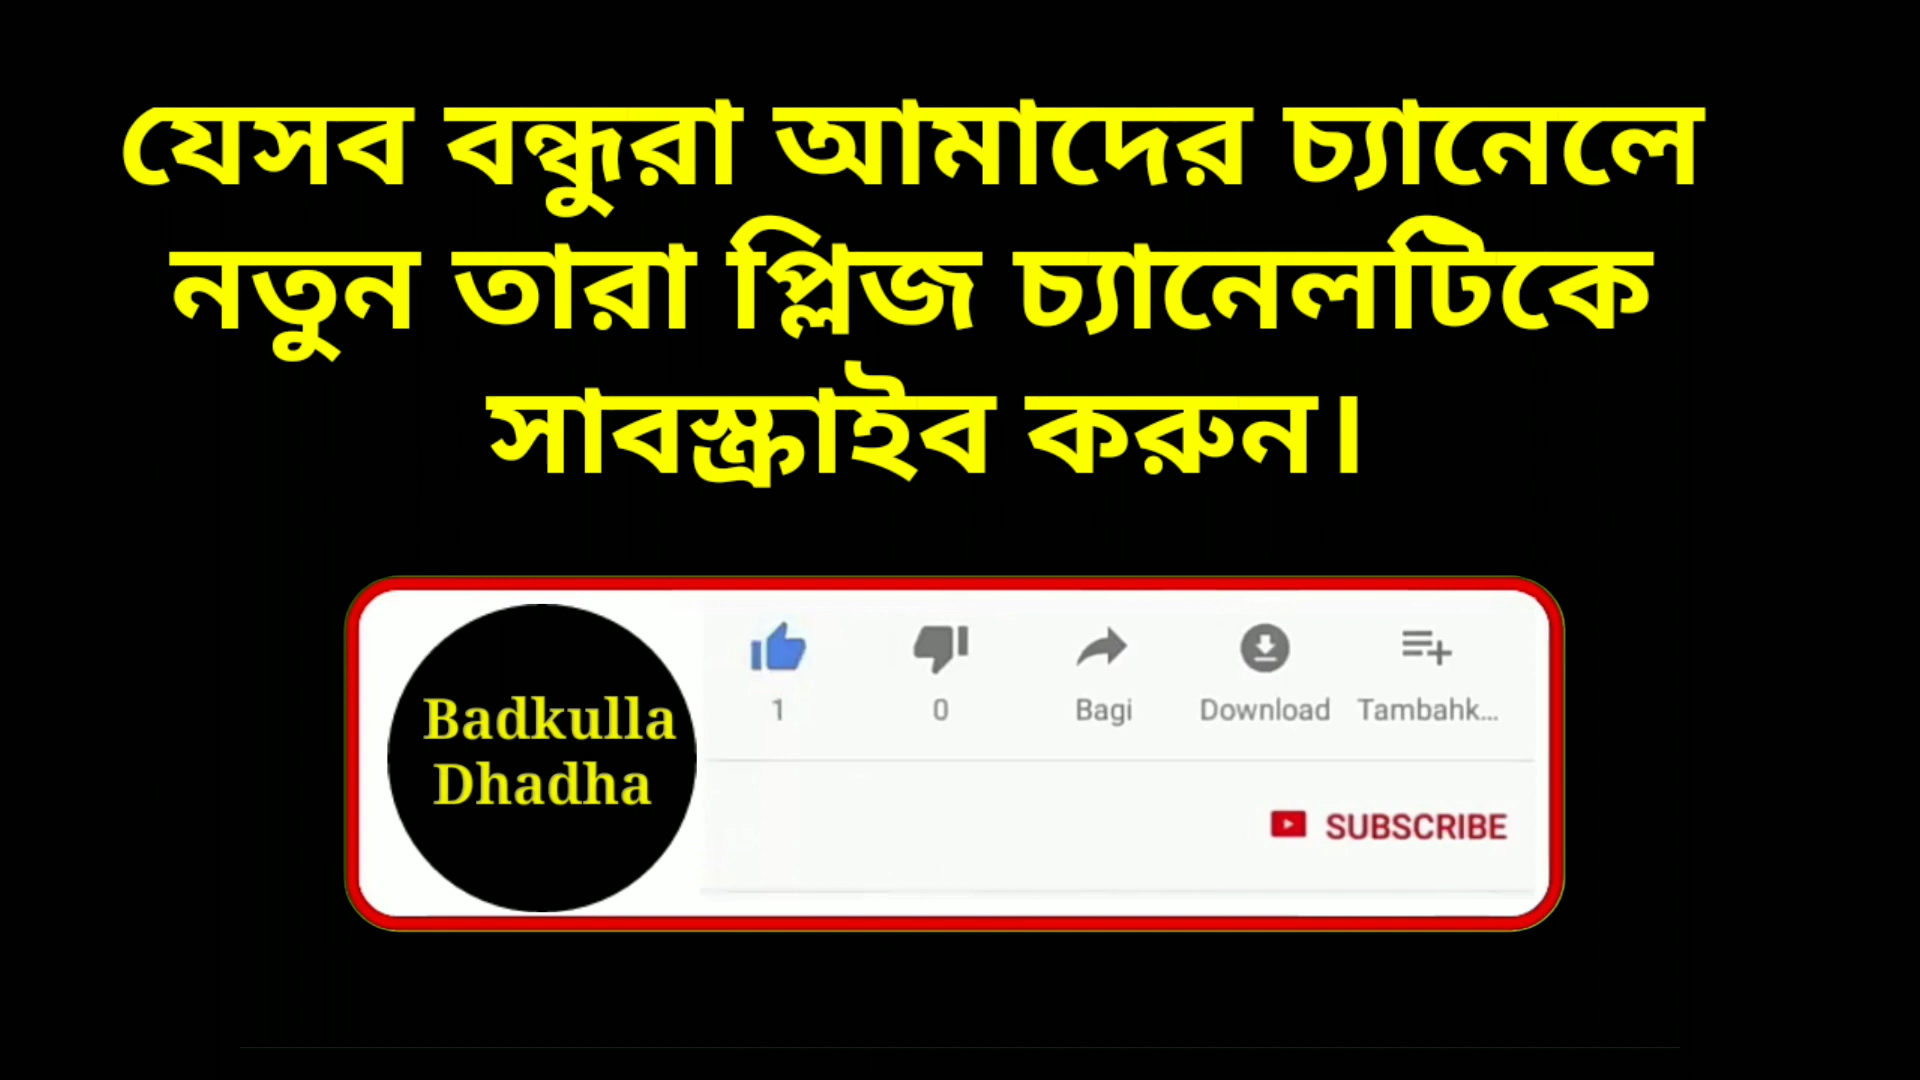 যেসব বন্ধুরা আমাদের চ্যানেলে
নতুন তারা প্লিজ চ্যানেলটিকে
সাবস্ক্রাইব করুন।
Badkulla
Dhadha
1 0 Bagi Download Tambahk...
SUBSCRIBE